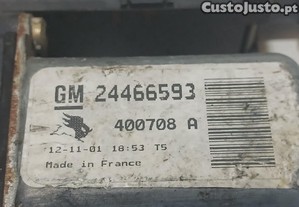 CustoJusto.pt
GM 24466593
400708 A
12-11-01 18:53 T5
Made in France